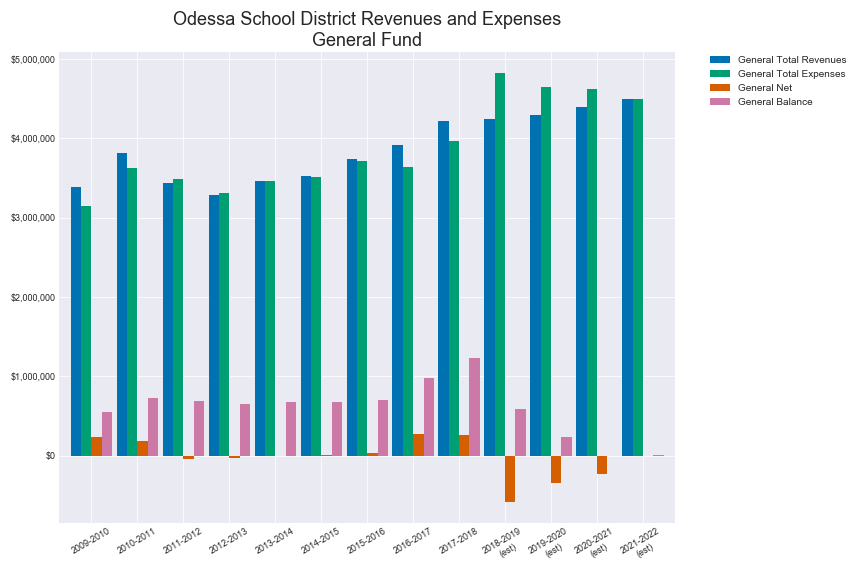 Odessa School District Revenues and Expenses
General Fund
$5,000,000
$4,000,000
$3,000,000
$2,000,000
$1,000,000
$0
General Total Revenues
General Total Expenses
General Net
General Balance
2009-2010
2010-2011
2011-2012
2012-2013
2013-2014
2014-2015
2015-2016
2016-2017
2017-2018
2018-2019
(est)
2019-2020
(est)
2020-2021
(est)
2021-2022
(est)